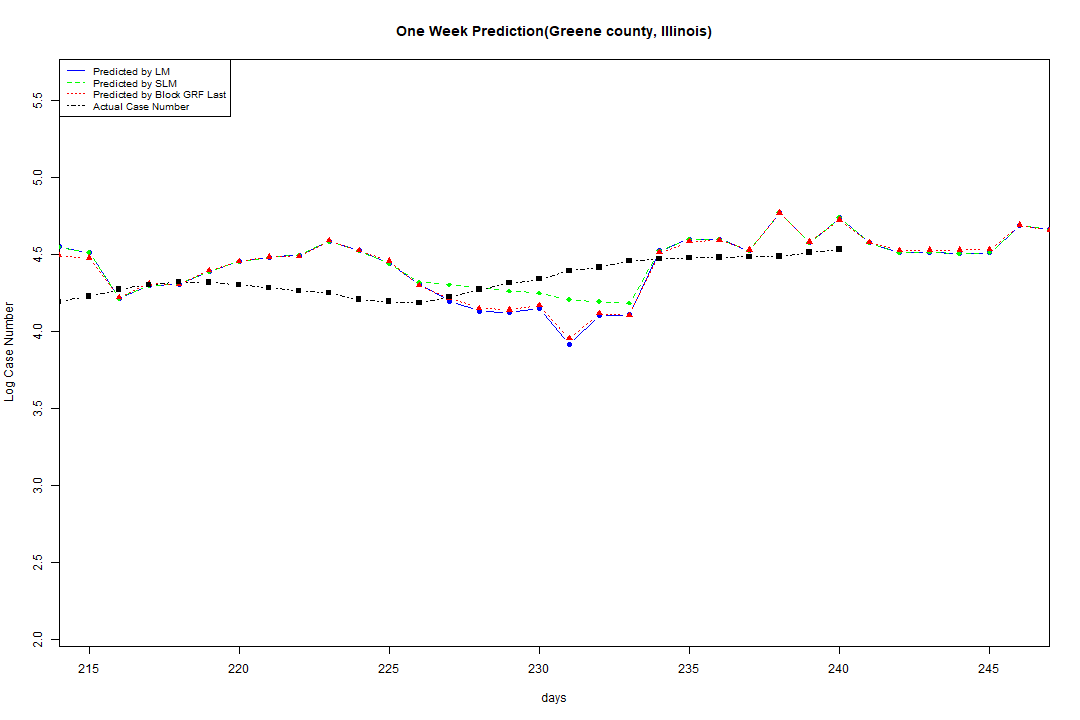 One Week Prediction(Greene county, Illinois)
Predicted by LM
Predicted by SLM
Predicted by Block GRF Last
Actual Case Number
Log Case Number
5.5
5.0
4.5
4.0
3.5
3.0
2.5
2.0
215 220 225 230 235 240 245
days